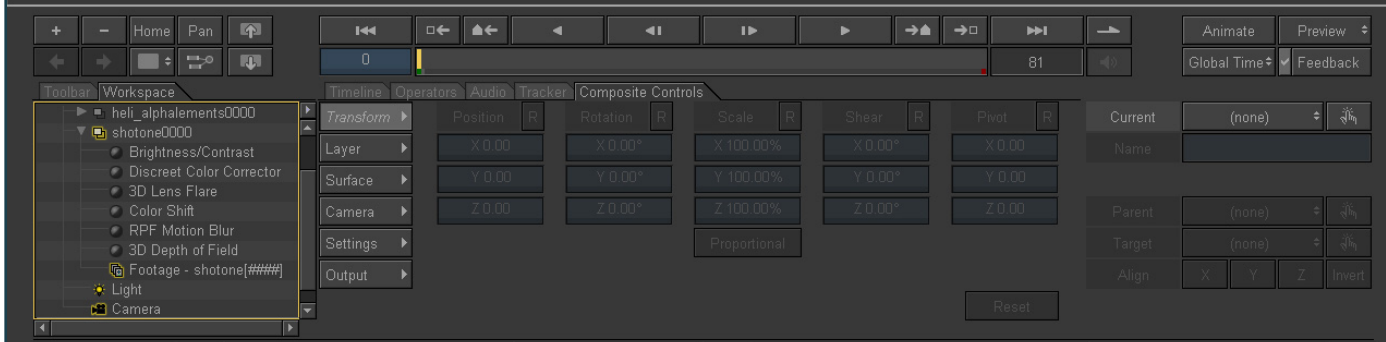 + - Home Pan Animate Preview
0 81 Global Time Feedback
Toolbar Workspace Timeline Operators Audio Tracker Composite Controls
heli_alphalements0000
shotone0000
Brightness/Contrast
Discreet Color Corrector
3D Lens Flare
Color Shift
RPF Motion Blur
3D Depth of Field
Footage - shotone[####]
Light
Camera
Transform Position R Rotation R Scale R Shear R Pivot R Current (none)
Layer X 0.00 X 0.00° X 100.00% X 0.00° X 0.00 Name
Surface Y 0.00 Y 0.00° Y 100.00% Y 0.00° Y 0.00
Camera Z 0.00 Z 0.00° Z 100.00% Z 0.00° Z 0.00 Parent (none)
Settings Proportional Target (none)
Output Align X Y Z Invert
Reset